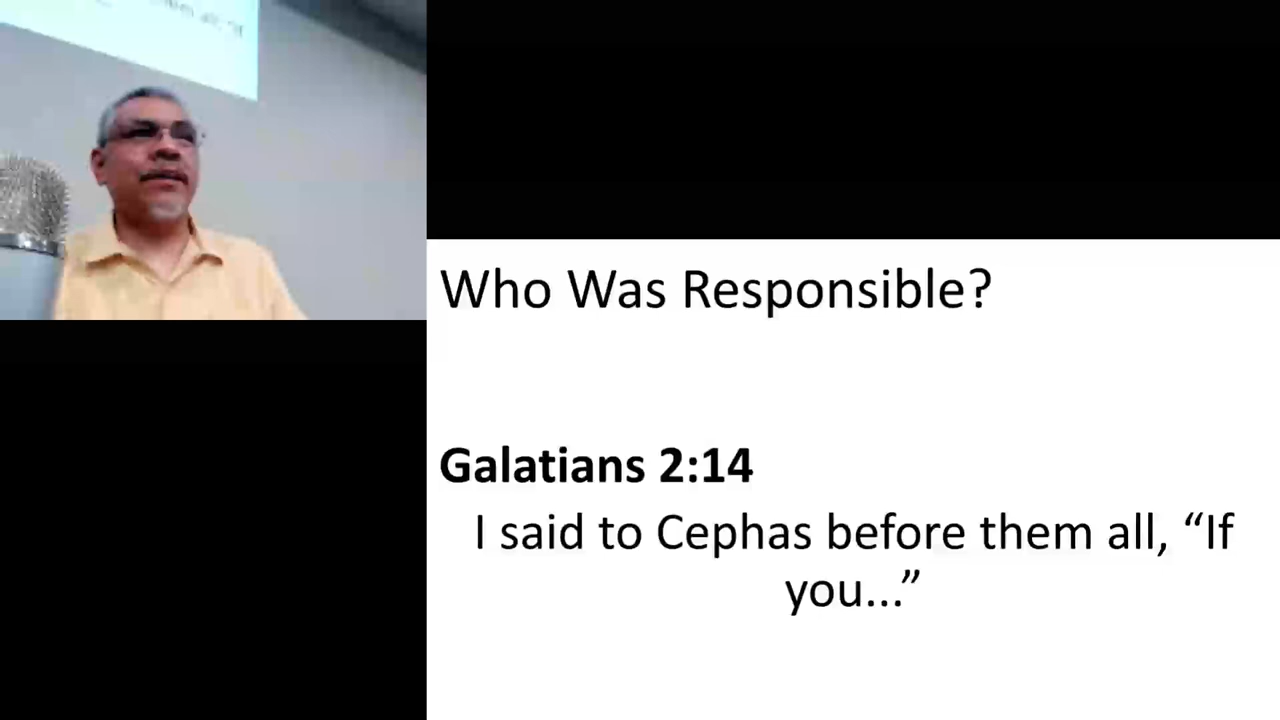 Who Was Responsible?
Galatians 2:14
I said to Cephas before them all, “If
you...”